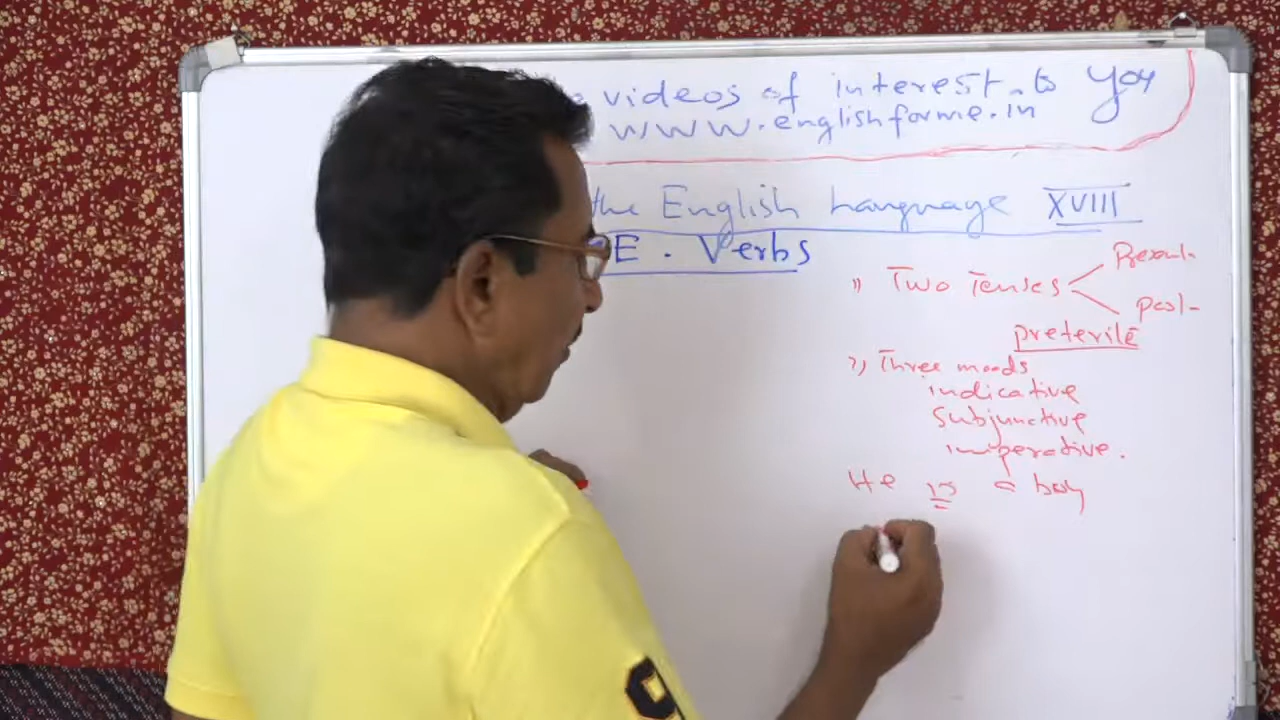 videos of interest to you
www.englishforme.in
the English Language XVIII
E. Verbs
1) Two Tenses
Present
past
preterite
2) Three moods
indicative
subjunctive
imperative.
He is a boy